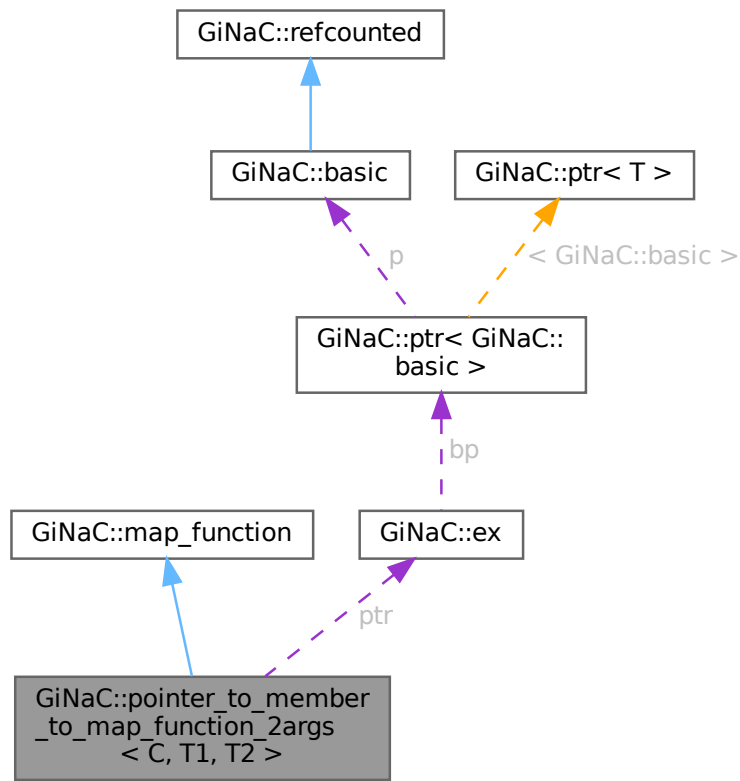 GiNaC::refcounted
GiNaC::basic
GiNaC::ptr< T >
p
< GiNaC::basic >
GiNaC::ptr< GiNaC::
basic >
bp
GiNaC::map_function
GiNaC::ex
ptr
GiNaC::pointer_to_member
_to_map_function_2args
< C, T1, T2 >